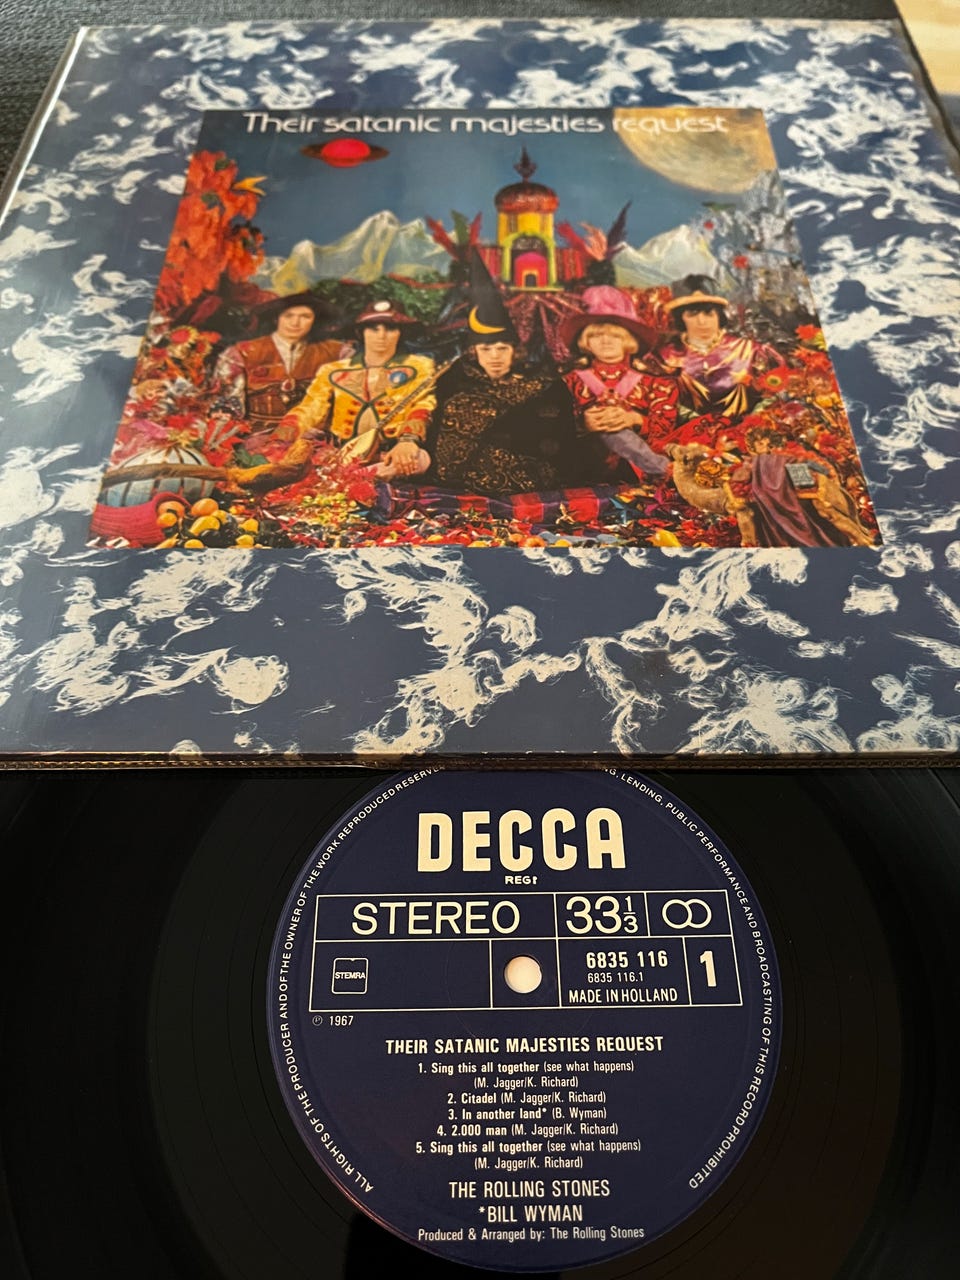 Their satanic majesties request
DECCA
REG!
STEREO
33 1/3
STEMRA
6835 116
6835 116.1
MADE IN HOLLAND
1
Ⓟ 1967
THEIR SATANIC MAJESTIES REQUEST
1. Sing this all together (see what happens)
(M. Jagger/K. Richard)
2. Citadel (M. Jagger/K. Richard)
3. In another land* (B. Wyman)
4. 2.000 man (M. Jagger/K. Richard)
5. Sing this all together (see what happens)
(M. Jagger/K. Richard)
THE ROLLING STONES
*BILL WYMAN
Produced & Arranged by: The Rolling Stones
ALL RIGHTS OF THE PRODUCER AND OF THE OWNER OF THE WORK REPRODUCED RESERVED
LENDING, PUBLIC PERFORMANCE AND BROADCASTING OF THIS RECORD PROHIBITED